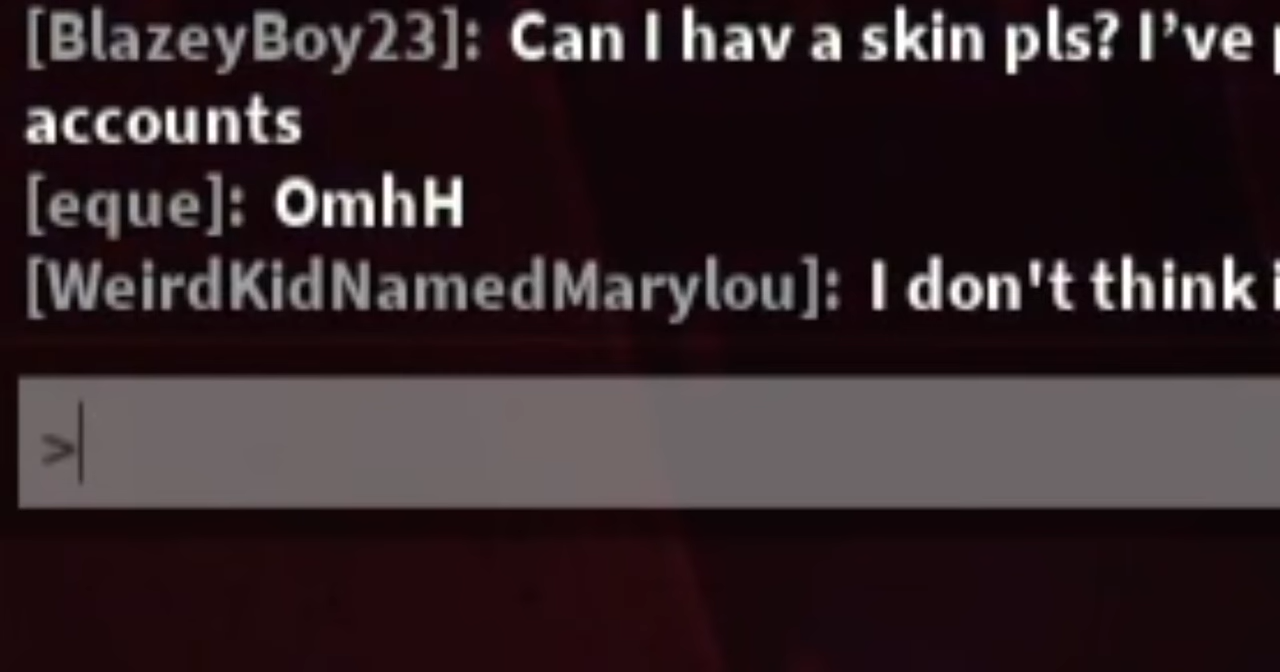 [BlazeyBoy23]: Can I hav a skin pls? I’ve
accounts
[eque]: OmhH
[WeirdKidNamedMarylou]: I don't think
>